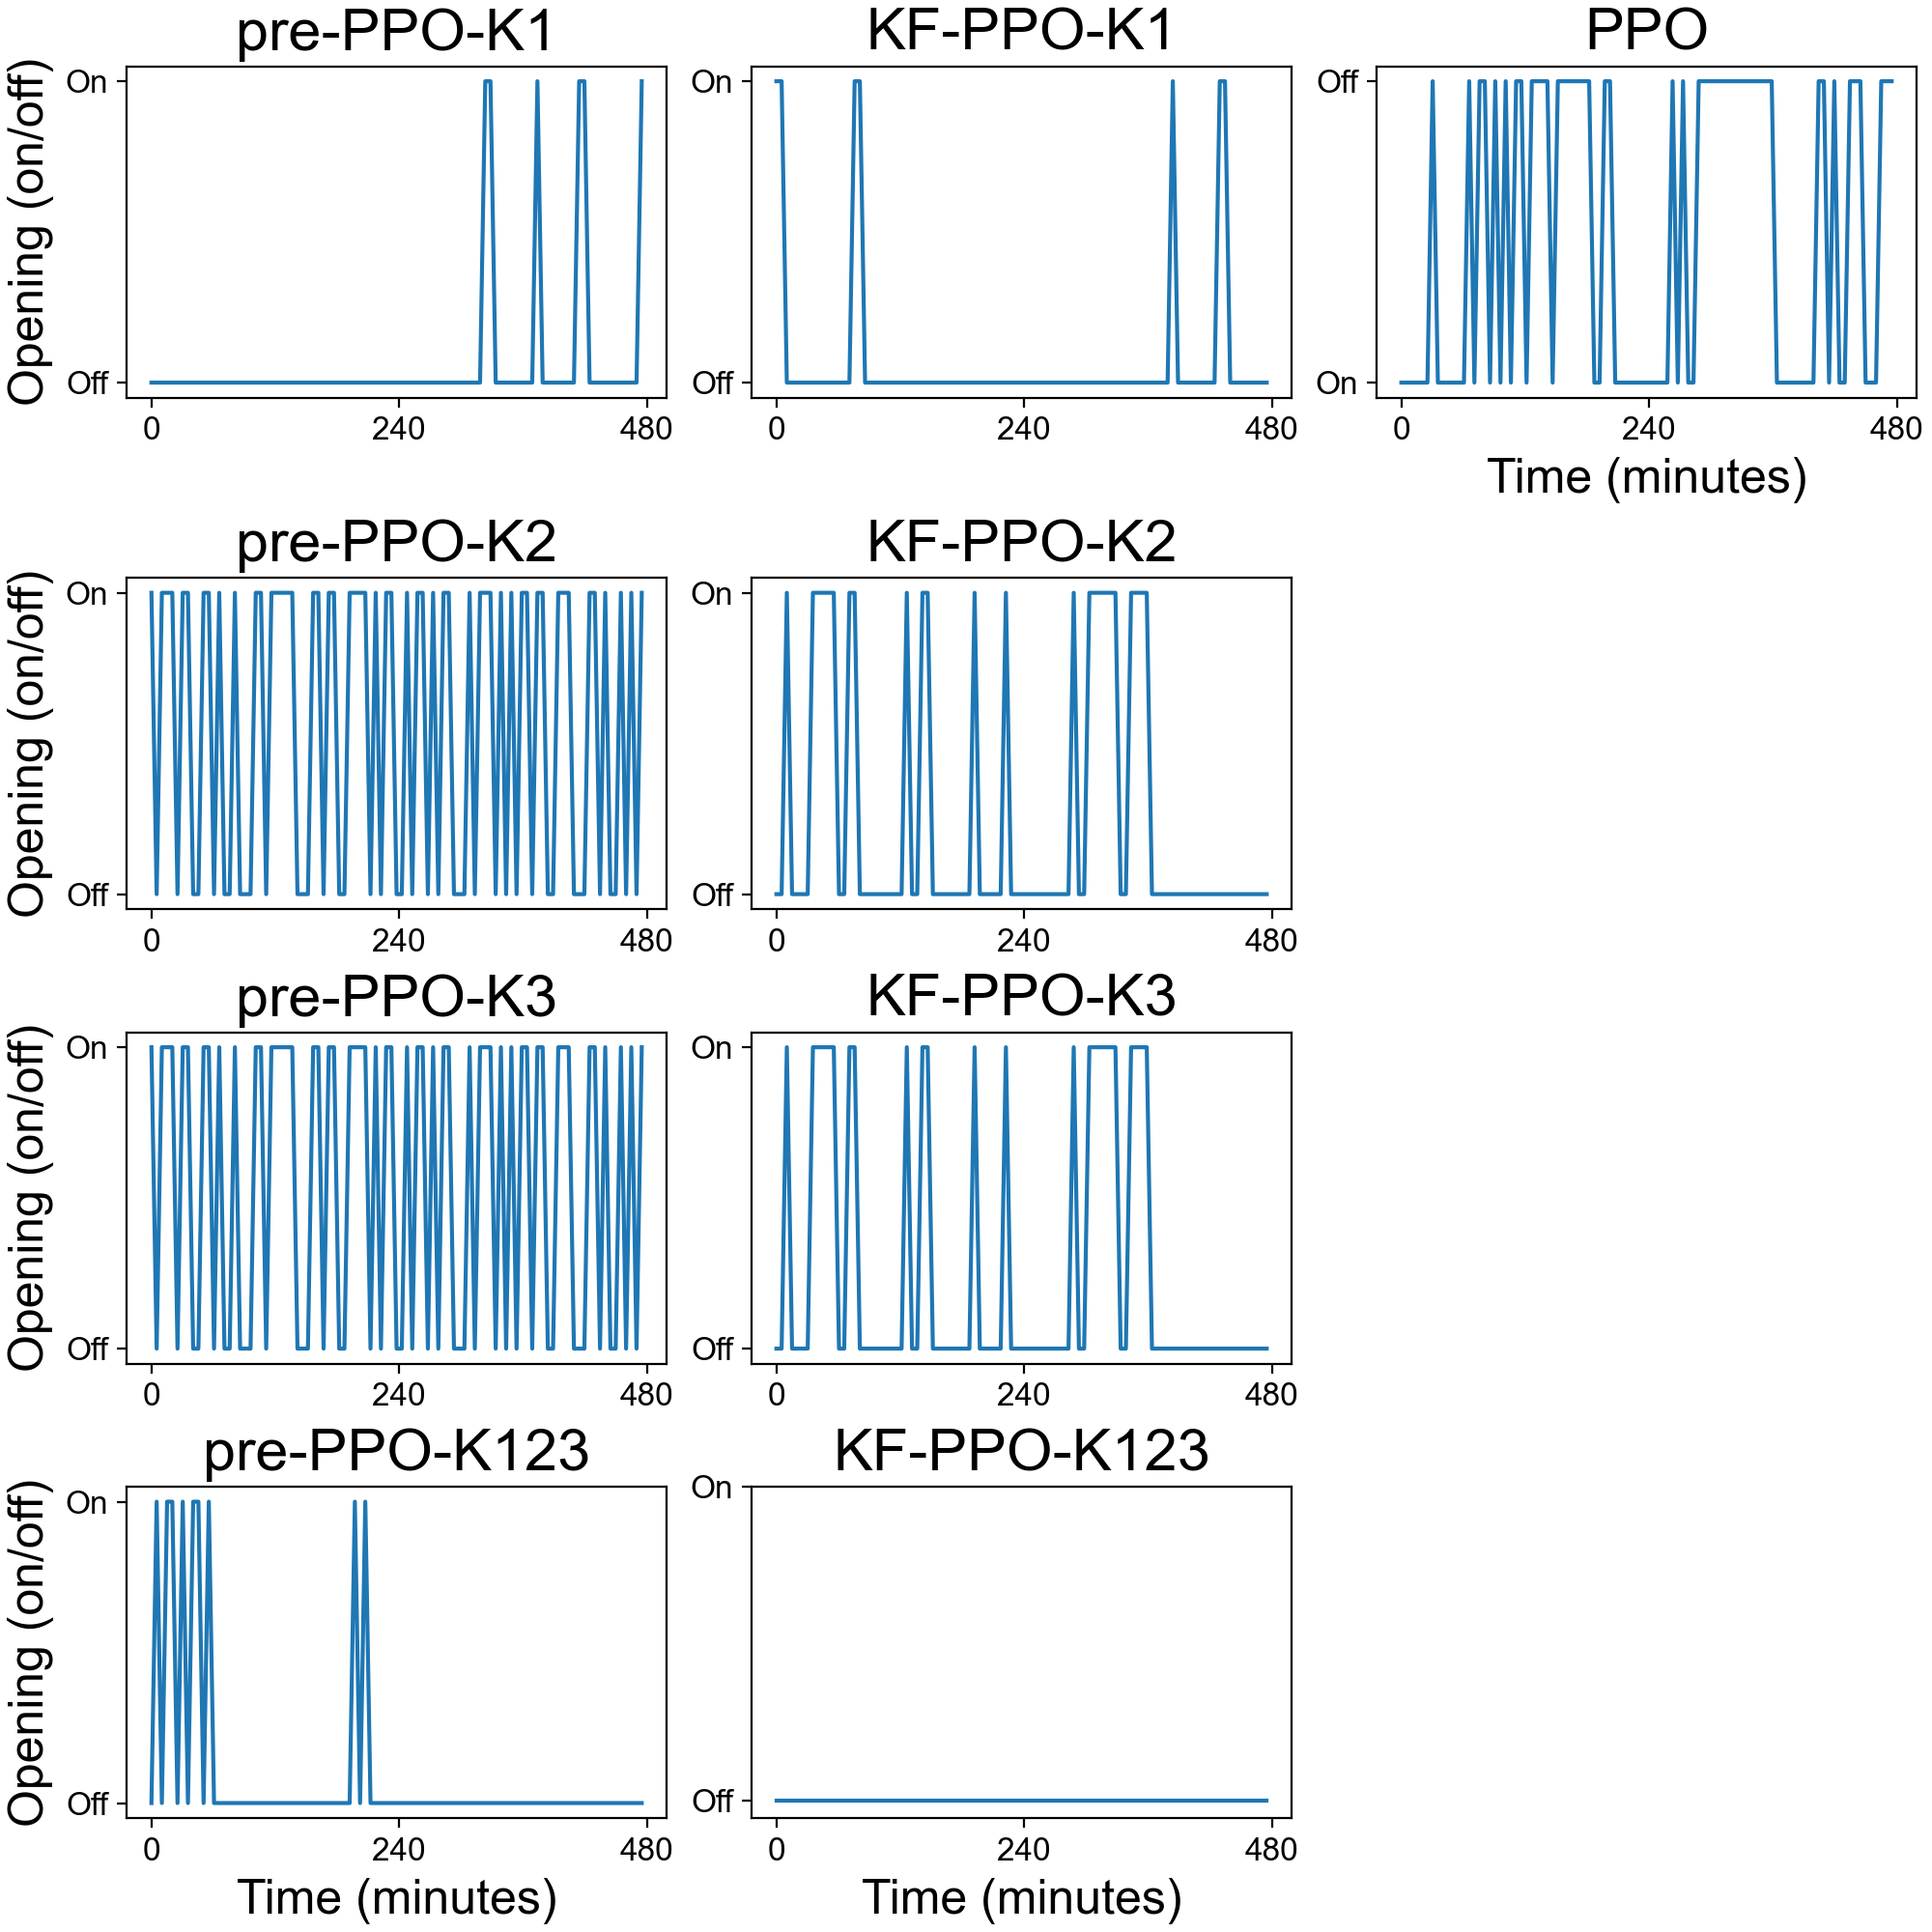 pre-PPO-K1
KF-PPO-K1
PPO
Opening (on/off)
On
Off
0
240
480
On
Off
0
240
480
Off
On
0
240
480
Time (minutes)
pre-PPO-K2
KF-PPO-K2
Opening (on/off)
On
Off
0
240
480
On
Off
0
240
480
pre-PPO-K3
KF-PPO-K3
Opening (on/off)
On
Off
0
240
480
On
Off
0
240
480
pre-PPO-K123
KF-PPO-K123
Opening (on/off)
On
Off
0
240
480
Time (minutes)
On
Off
0
240
480
Time (minutes)